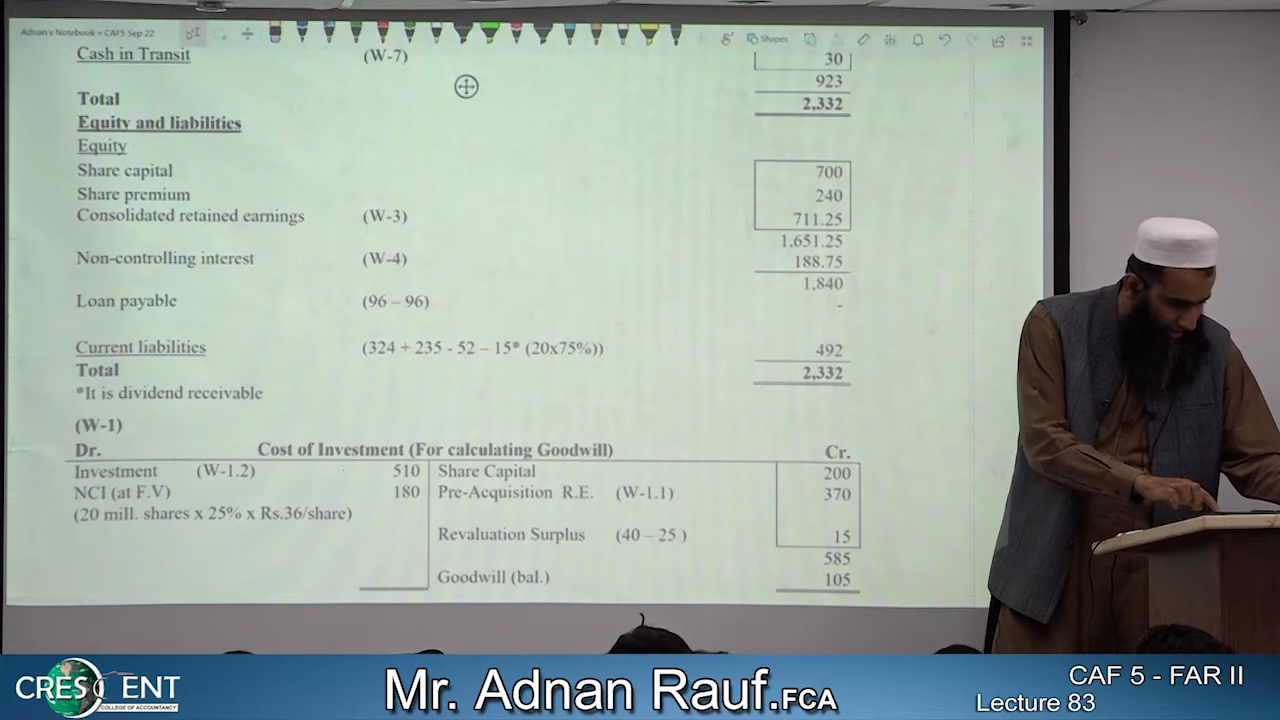 Adnan's Notebook » CAF5 Sep 22
Shapes
Cash in Transit (W-7) 30
923
Total 2,332
Equity and liabilities
Equity
Share capital 700
Share premium 240
Consolidated retained earnings (W-3) 711.25
1,651.25
Non-controlling interest (W-4) 188.75
1,840
Loan payable (96 – 96) -
Current liabilities (324 + 235 - 52 – 15* (20x75%)) 492
Total 2,332
*It is dividend receivable
(W-1)
Dr. Cost of Investment (For calculating Goodwill) Cr.
Investment (W-1.2) 510 Share Capital 200
NCI (at F.V) 180 Pre-Acquisition R.E. (W-1.1) 370
(20 mill. shares x 25% x Rs.36/share)
Revaluation Surplus (40 – 25 ) 15
585
Goodwill (bal.) 105
CRESCENT
COLLEGE OF ACCOUNTANCY
Mr. Adnan Rauf.FCA
CAF 5 - FAR II
Lecture 83